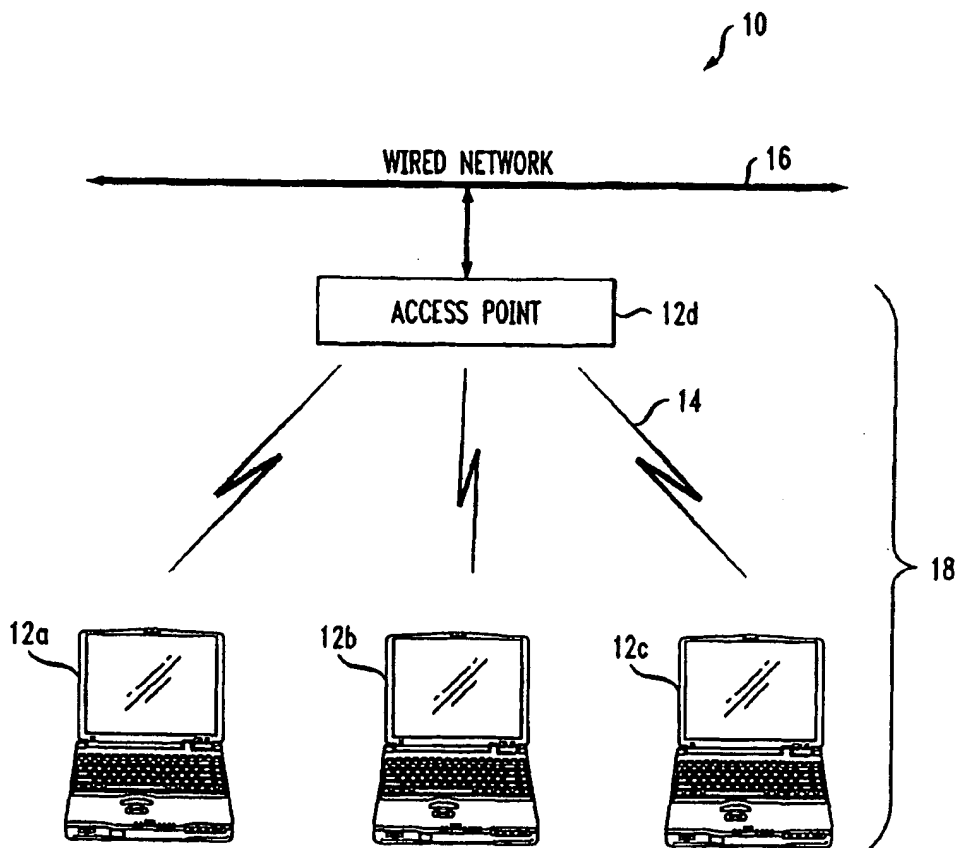 10
WIRED NETWORK
16
ACCESS POINT
12d
14
18
12a
12b
12c